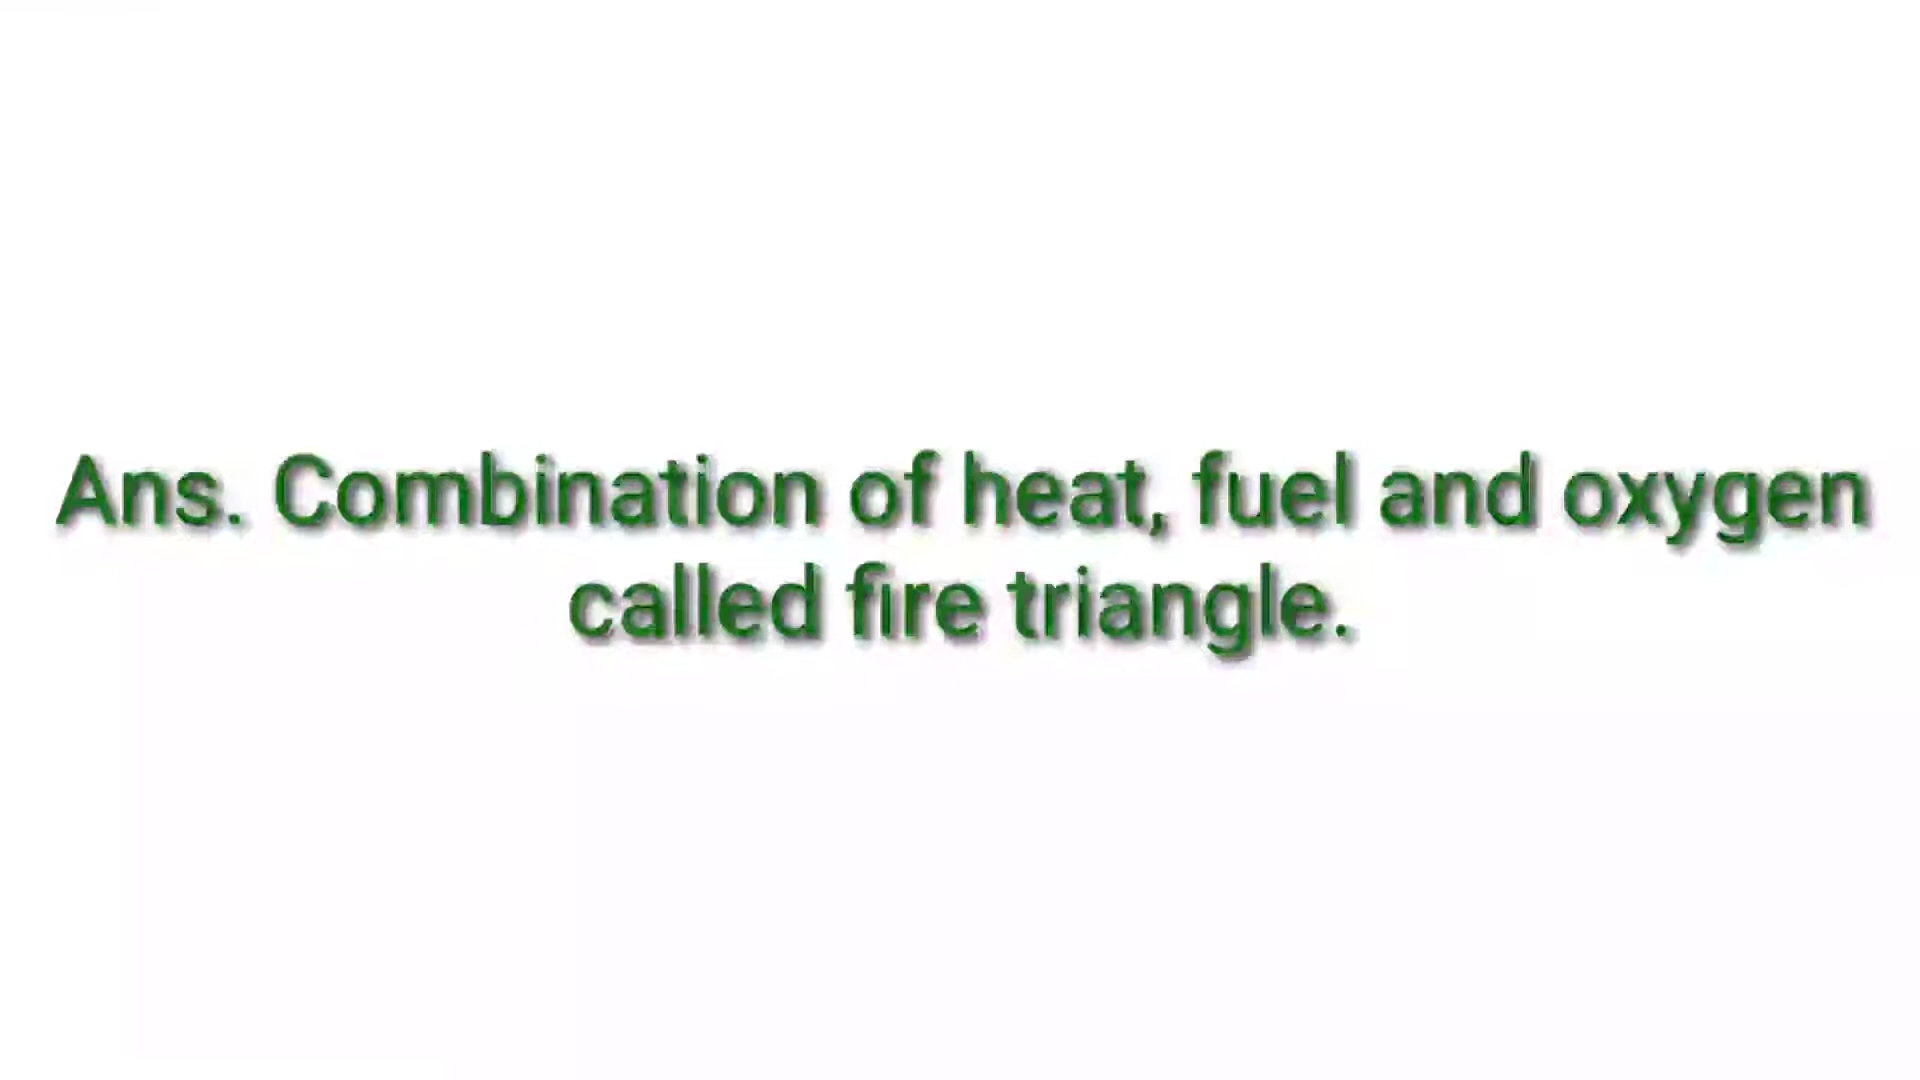 Ans. Combination of heat, fuel and oxygen
called fire triangle.